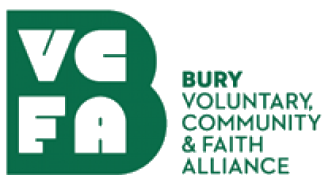 VC
FA
BURY
VOLUNTARY,
COMMUNITY
& FAITH
ALLIANCE